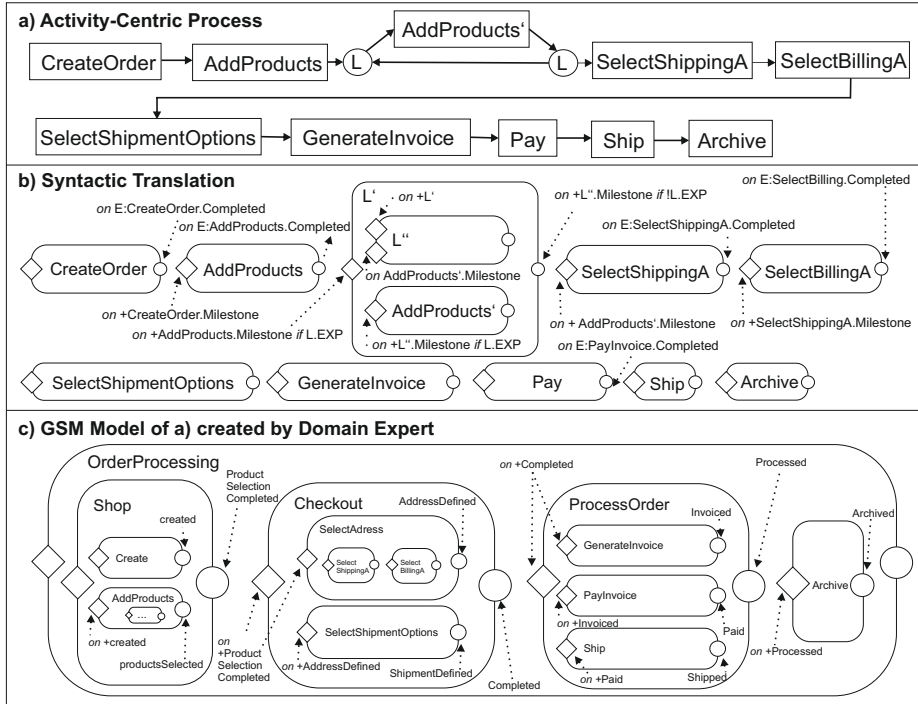 a) Activity-Centric Process
CreateOrder
AddProducts
L
AddProducts‘
L
SelectShippingA
SelectBillingA
SelectShipmentOptions
GenerateInvoice
Pay
Ship
Archive
b) Syntactic Translation
on E:CreateOrder.Completed
on E:AddProducts.Completed
L‘
on +L‘
on +L‘‘.Milestone if !L.EXP
on E:SelectBilling.Completed
on E:SelectShippingA.Completed
CreateOrder
AddProducts
L‘‘
on AddProducts‘.Milestone
SelectShippingA
SelectBillingA
AddProducts‘
on +CreateOrder.Milestone
on +AddProducts.Milestone if L.EXP
on +L‘‘.Milestone if L.EXP
on + AddProducts‘.Milestone
on +SelectShippingA.Milestone
on E:PayInvoice.Completed
SelectShipmentOptions
GenerateInvoice
Pay
Ship
Archive
c) GSM Model of a) created by Domain Expert
OrderProcessing
Product
Selection
Completed
Shop
created
Create
AddProducts
...
on +created
productsSelected
Checkout
AddressDefined
SelectAdress
Select
ShippingA
Select
BillingA
SelectShipmentOptions
on
+Product
Selection
Completed
on +AddressDefined
ShipmentDefined
Completed
on +Completed
ProcessOrder
Processed
Invoiced
GenerateInvoice
PayInvoice
on +Invoiced
Paid
Ship
on +Paid
Shipped
Archived
Archive
on +Processed